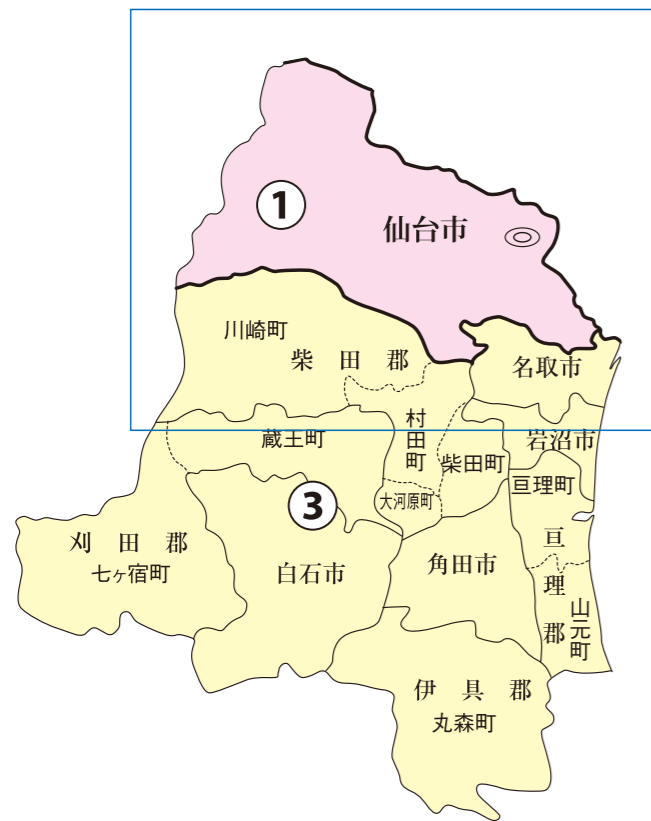 ①
仙台市
川崎町
柴田郡
名取市
村田町
蔵王町
柴田町
岩沼市
亘理町
大河原町
③
刈田郡
七ヶ宿町
白石市
角田市
亘理郡
山元町
伊具郡
丸森町